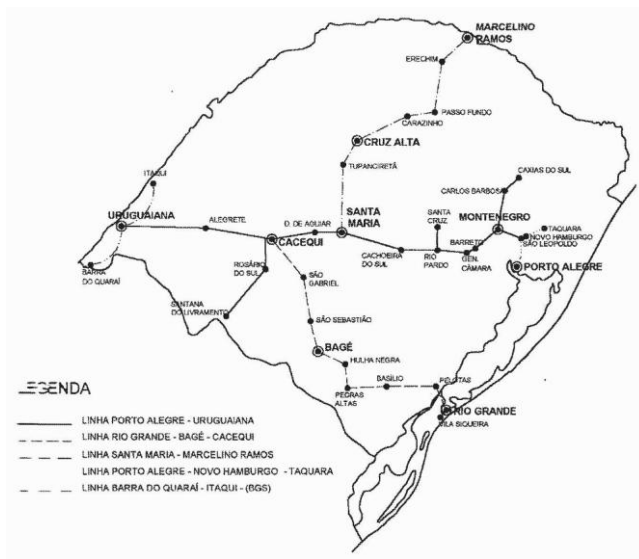 MARCELINO
RAMOS
ERECHIM
PASSO FUNDO
CARAZINHO
CRUZ ALTA
TUPANCIRETÃ
ITAQUI
CAXIAS DO SUL
CARLOS BARBOSA
URUGUAIANA
ALEGRETE
D. DE AGUIAR
SANTA
MARIA
SANTA
CRUZ
MONTENEGRO
TAQUARA
NOVO HAMBURGO
SÃO LEOPOLDO
CACEQUI
BARRETO
CACHOEIRA
DO SUL
RIO
PARDO
GEN.
CÂMARA
PORTO ALEGRE
BARRA
DO QUARAÍ
ROSÁRIO
DO SUL
SÃO
GABRIEL
SANTANA
DO LIVRAMENTO
SÃO SEBASTIÃO
BAGÉ
HULHA NEGRA
BASÍLIO
PELOTAS
PEDRAS
ALTAS
RIO GRANDE
VILA SIQUEIRA
LEGENDA
LINHA PORTO ALEGRE - URUGUAIANA
LINHA RIO GRANDE - BAGÉ - CACEQUI
LINHA SANTA MARIA - MARCELINO RAMOS
LINHA PORTO ALEGRE - NOVO HAMBURGO - TAQUARA
LINHA BARRA DO QUARAÍ - ITAQUI - (BGS)